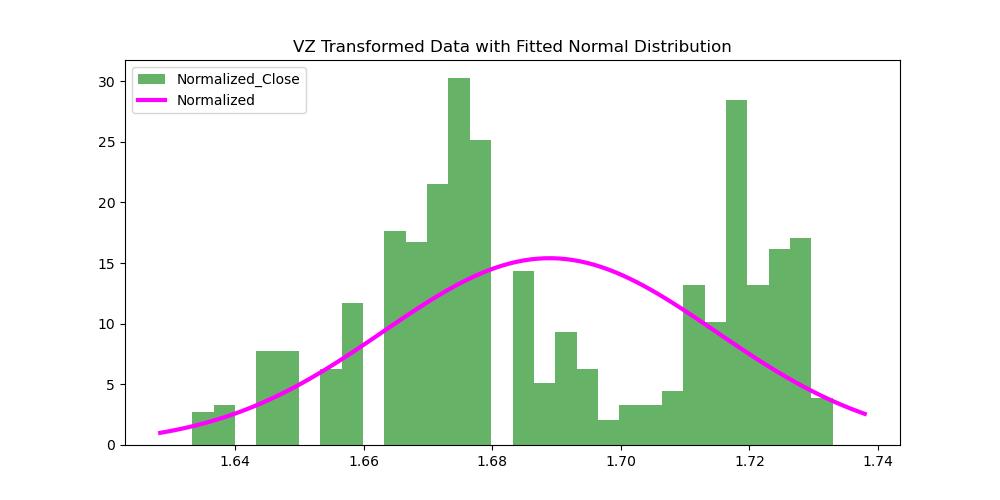 VZ Transformed Data with Fitted Normal Distribution
Normalized_Close
Normalized
30
25
20
15
10
5
0
1.64 1.66 1.68 1.70 1.72 1.74